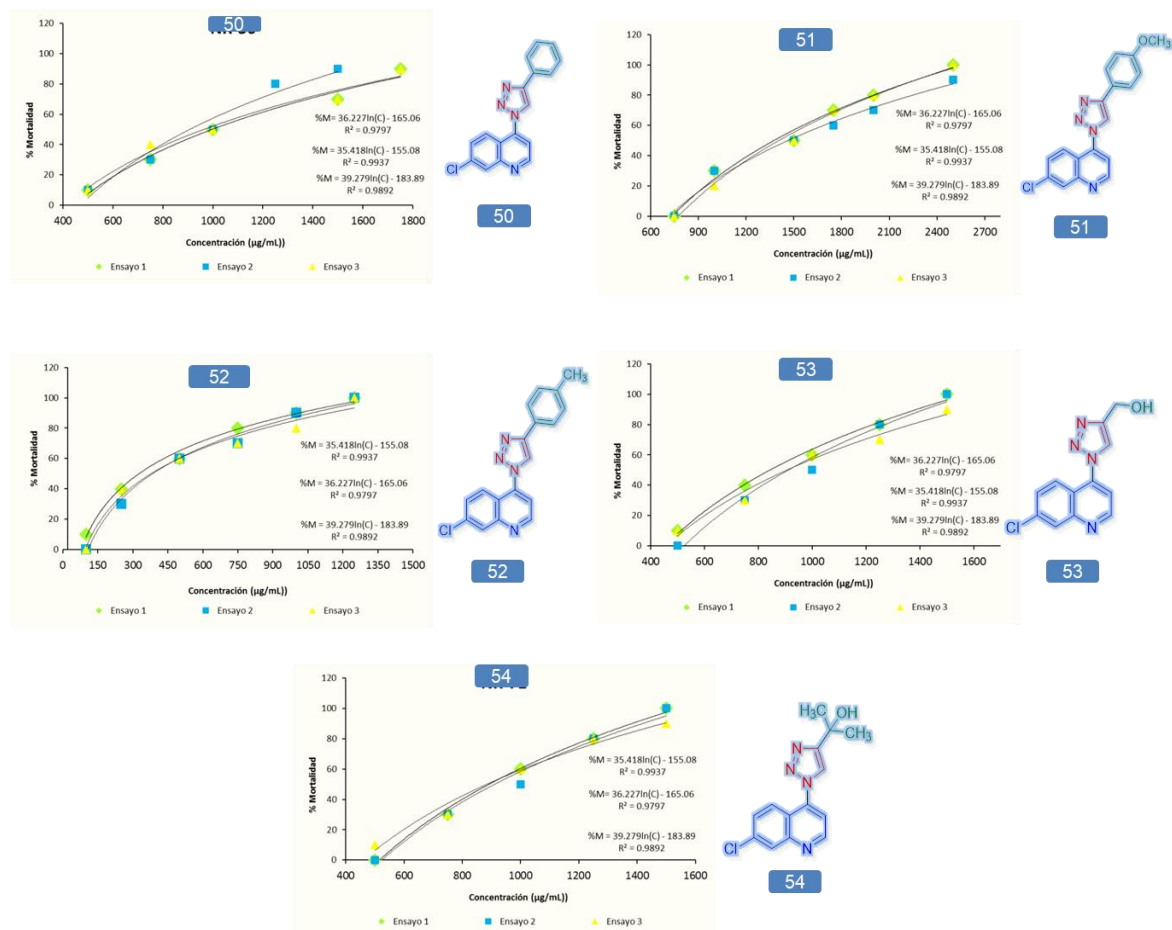 50
120
100
80
60
40
20
0
% Mortalidad
400 600 800 1000 1200 1400 1600 1800
Concentración (µg/mL))
%M= 36.227ln(C) - 165.06
R² = 0.9797
%M= 35.418ln(C) - 155.08
R² = 0.9937
%M = 39.279ln(C) - 183.89
R² = 0.9892
Ensayo 1 Ensayo 2 Ensayo 3
N
N
N
Cl
N
50
51
120
100
80
60
40
20
0
% Mortalidad
600 900 1200 1500 1800 2100 2400 2700
Concentración (µg/mL))
%M= 36.227ln(C) - 165.06
R² = 0.9797
%M= 35.418ln(C) - 155.08
R² = 0.9937
%M = 39.279ln(C) - 183.89
R² = 0.9892
Ensayo 1 Ensayo 2 Ensayo 3
OCH3
N
N
N
Cl
N
51
52
120
100
80
60
40
20
0
% Mortalidad
0 150 300 450 600 750 900 1050 1200 1350 1500
Concentración (µg/mL))
%M = 35.418ln(C) - 155.08
R² = 0.9937
%M= 36.227ln(C) - 165.06
R² = 0.9797
%M = 39.279ln(C) - 183.89
R² = 0.9892
Ensayo 1 Ensayo 2 Ensayo 3
CH3
N
N
N
Cl
N
52
53
120
100
80
60
40
20
0
% Mortalidad
400 600 800 1000 1200 1400 1600
Concentración (µg/mL))
%M= 36.227ln(C) - 165.06
R² = 0.9797
%M= 35.418ln(C) - 155.08
R² = 0.9937
%M = 39.279ln(C) - 183.89
R² = 0.9892
Ensayo 1 Ensayo 2 Ensayo 3
OH
N
N
N
Cl
N
53
54
120
100
80
60
40
20
0
% Mortalidad
400 600 800 1000 1200 1400 1600
Concentración (µg/mL))
%M= 35.418ln(C) - 155.08
R² = 0.9937
%M= 36.227ln(C) - 165.06
R² = 0.9797
%M = 39.279ln(C) - 183.89
R² = 0.9892
Ensayo 1 Ensayo 2 Ensayo 3
H3C OH
CH3
N
N
N
Cl
N
54